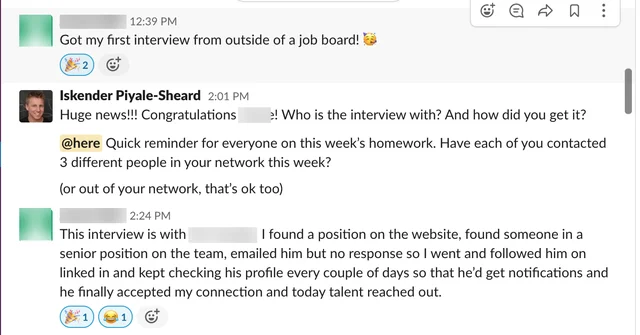 12:39 PM
Got my first interview from outside of a job board! 🥳
🎉 2
Iskender Piyale-Sheard 2:01 PM
Huge news!!! Congratulations e! Who is the interview with? And how did you get it?
@here Quick reminder for everyone on this week's homework. Have each of you contacted
3 different people in your network this week?
(or out of your network, that's ok too)
2:24 PM
This interview is with I found a position on the website, found someone in a
senior position on the team, emailed him but no response so I went and followed him on
linked in and kept checking his profile every couple of days so that he'd get notifications and
he finally accepted my connection and today talent reached out.
🎉 1 😂 1